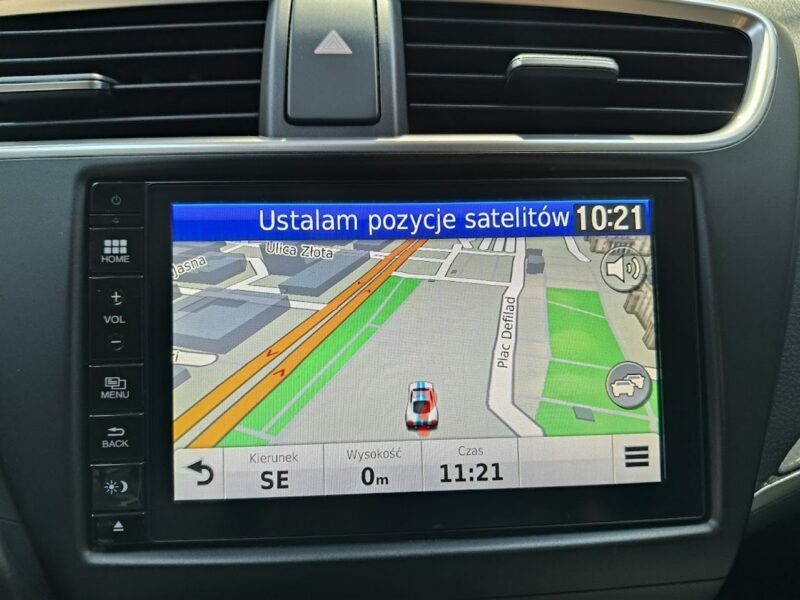 Ustalam pozycje satelitów 10:21
Ulica Złota
Jasna
HOME
VOL
Plac Defilad
MENU
BACK
Kierunek
SE
Wysokość
0m
Czas
11:21